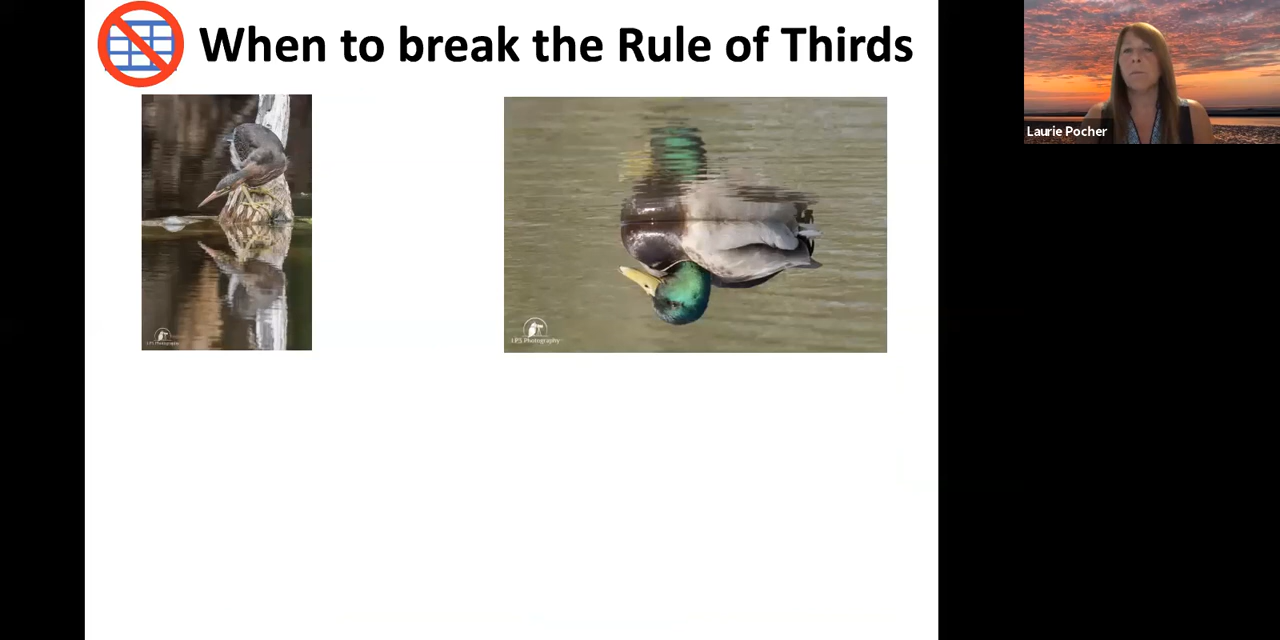 When to break the Rule of Thirds
Laurie Pocher
LPS Photography